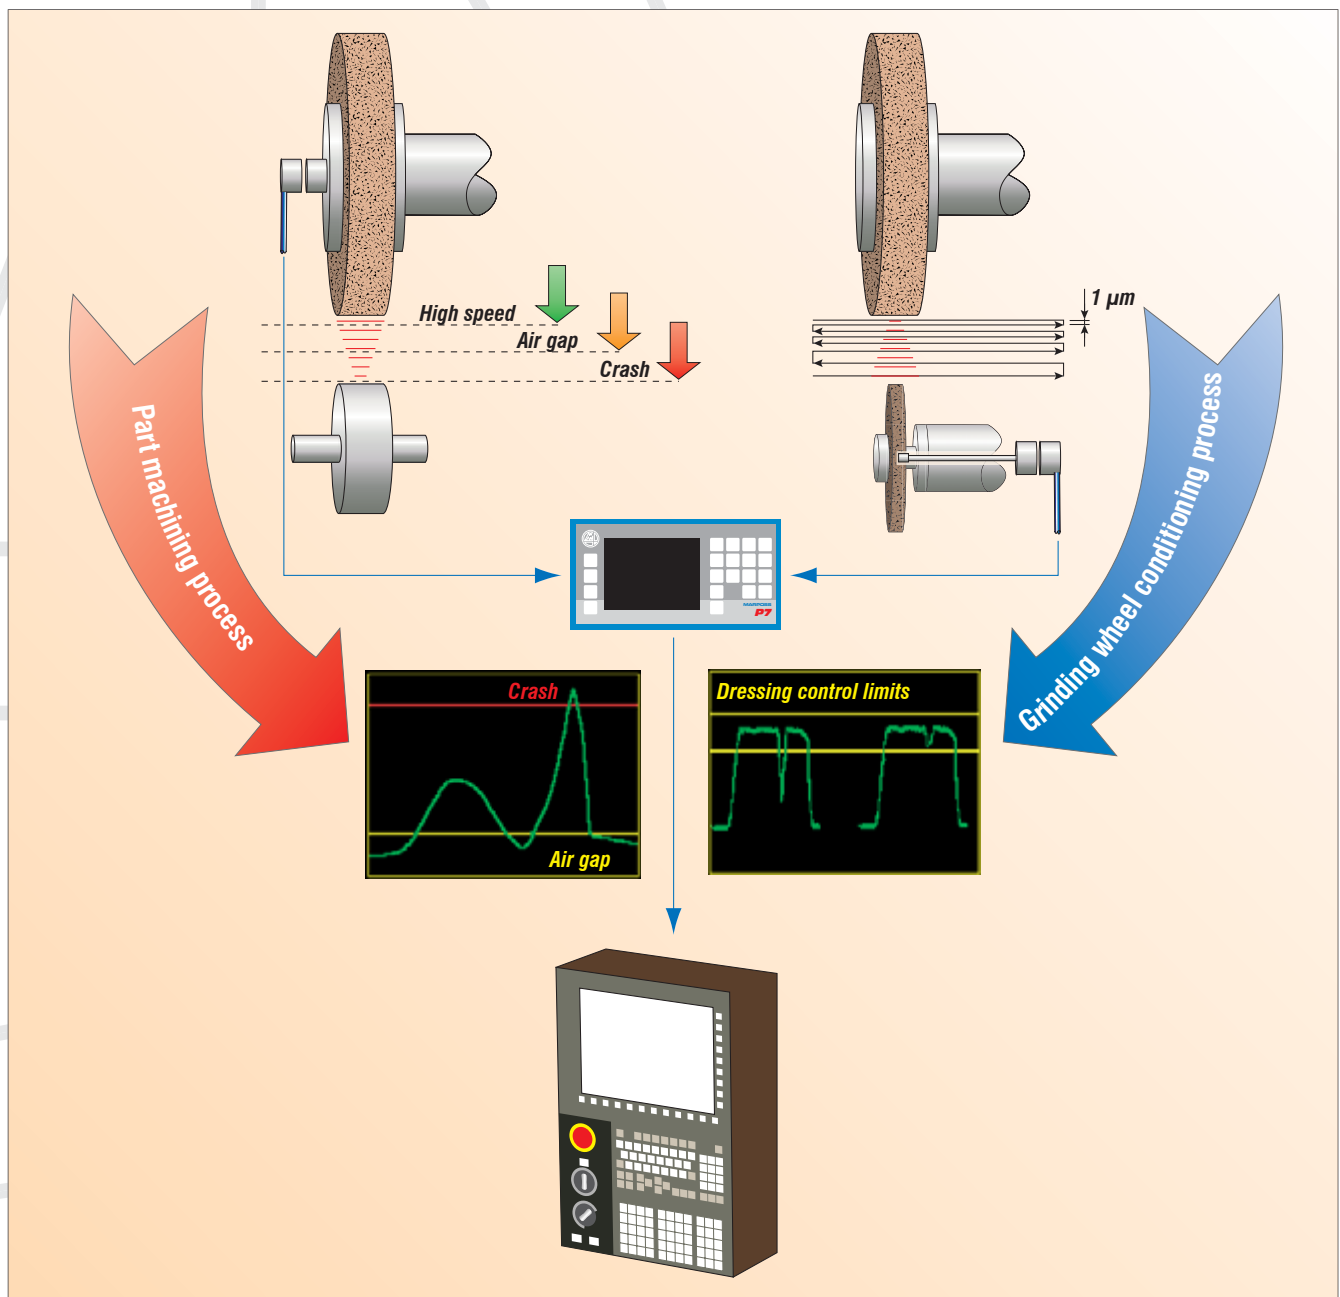 High speed
Air gap
Crash
1 µm
Part machining process
Grinding wheel conditioning process
MARPOSS
P7
Crash
Air gap
Dressing control limits